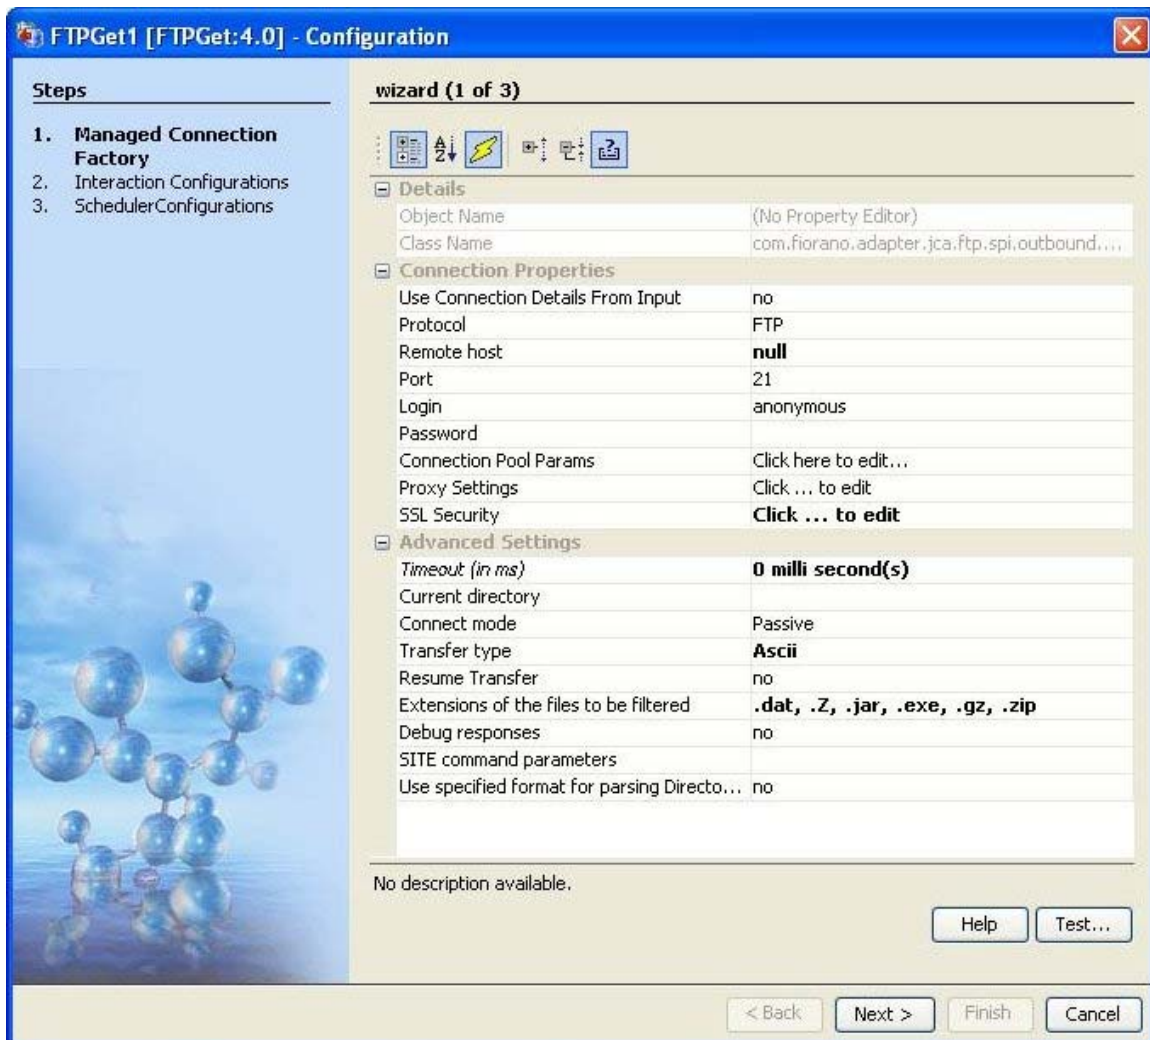 FTPGet1 [FTPGet:4.0] - Configuration
Steps
1. Managed Connection
Factory
2. Interaction Configurations
3. SchedulerConfigurations
wizard (1 of 3)
Details
Object Name (No Property Editor)
Class Name com.fiorano.adapter.jca.ftp.spi.outbound....
Connection Properties
Use Connection Details From Input no
Protocol FTP
Remote host null
Port 21
Login anonymous
Password
Connection Pool Params Click here to edit...
Proxy Settings Click ... to edit
SSL Security Click ... to edit
Advanced Settings
Timeout (in ms) 0 milli second(s)
Current directory
Connect mode Passive
Transfer type Ascii
Resume Transfer no
Extensions of the files to be filtered .dat, .Z, .jar, .exe, .gz, .zip
Debug responses no
SITE command parameters
Use specified format for parsing Directo... no
No description available.
Help Test...
< Back Next > Finish Cancel